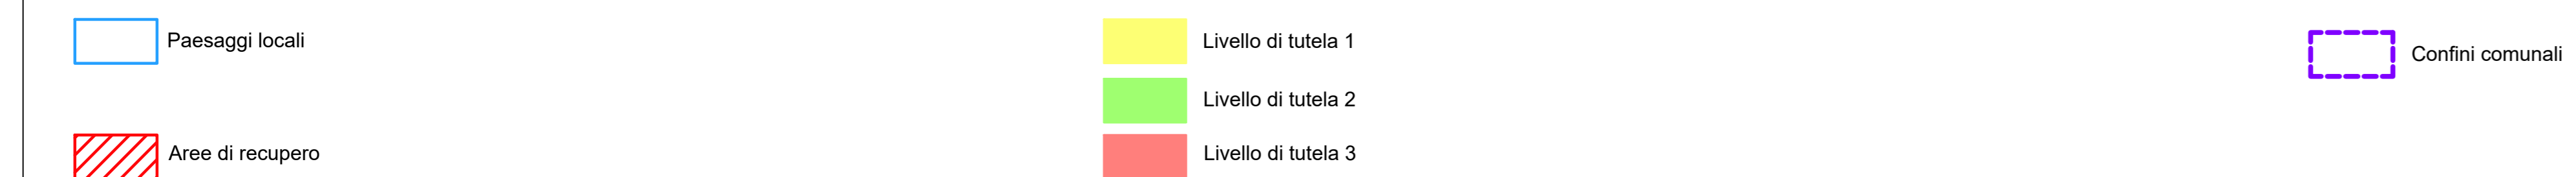 Paesaggi locali
Aree di recupero
Livello di tutela 1
Livello di tutela 2
Livello di tutela 3
Confini comunali